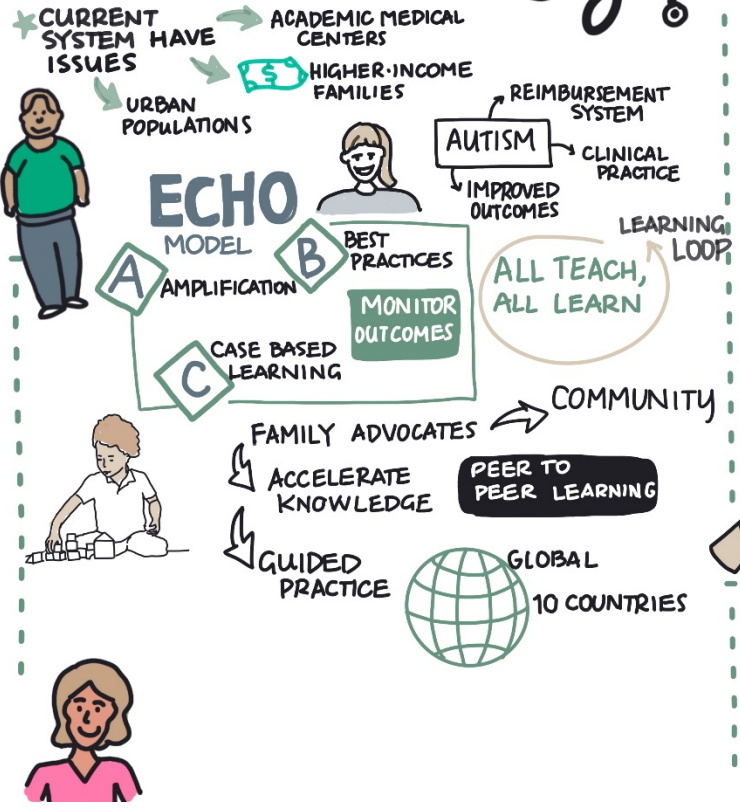 CURRENT
SYSTEM HAVE
ISSUES
ACADEMIC MEDICAL
CENTERS
$
HIGHER-INCOME
FAMILIES
URBAN
POPULATIONS
AUTISM
REIMBURSEMENT
SYSTEM
CLINICAL
PRACTICE
IMPROVED
OUTCOMES
ECHO
MODEL
A
AMPLIFICATION
B
BEST
PRACTICES
MONITOR
OUTCOMES
C
CASE BASED
LEARNING
LEARNING
LOOP
ALL TEACH,
ALL LEARN
FAMILY ADVOCATES
COMMUNITY
ACCELERATE
KNOWLEDGE
PEER TO
PEER LEARNING
GUIDED
PRACTICE
GLOBAL
10 COUNTRIES